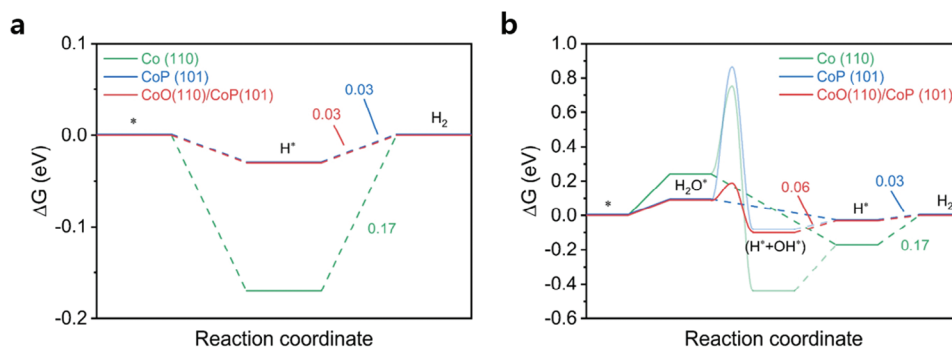 a
0.1
0.0
-0.1
-0.2
ΔG (eV)
Co (110)
CoP (101)
CoO(110)/CoP(101)
*
H*
H₂
0.03
0.03
0.17
Reaction coordinate
b
1.0
0.8
0.6
0.4
0.2
0.0
-0.2
-0.4
-0.6
ΔG (eV)
Co (110)
CoP (101)
CoO(110)/CoP (101)
*
H₂O*
(H*+OH*)
H*
H₂
0.06
0.03
0.17
Reaction coordinate